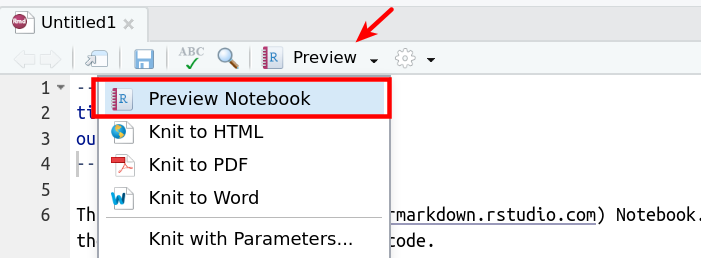 Rmd Untitled1 ×
ABC Preview
1 --
Preview Notebook
2 ti
Knit to HTML
3 ou
4 --
Knit to PDF
5
Knit to Word
6 Th rmarkdown.rstudio.com) Notebook.
Knit with Parameters...
th code.